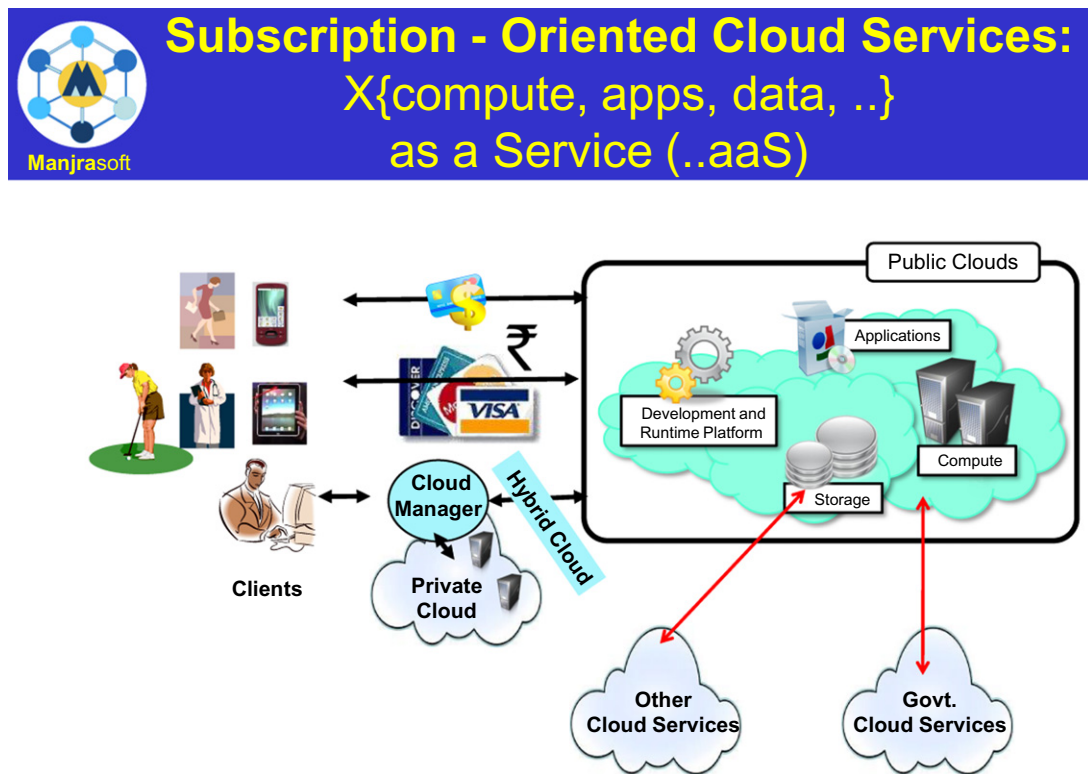 Subscription - Oriented Cloud Services:
X{compute, apps, data, ..}
as a Service (..aaS)
M
Manjrasoft
Public Clouds
Applications
Development and
Runtime Platform
Compute
Storage
₹
DISCOVER
VISA
Cloud
Manager
Hybrid Cloud
Private
Cloud
Clients
Other
Cloud Services
Govt.
Cloud Services